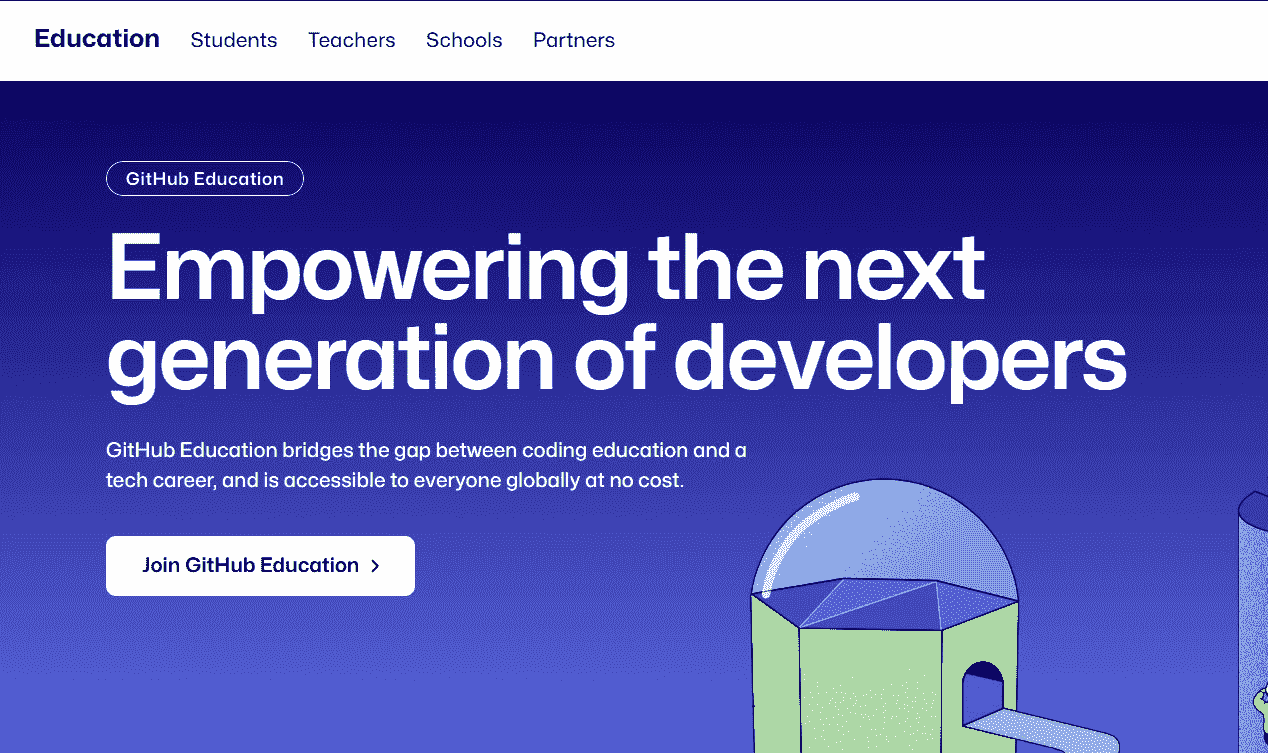 Education Students Teachers Schools Partners
GitHub Education
Empowering the next
generation of developers
GitHub Education bridges the gap between coding education and a
tech career, and is accessible to everyone globally at no cost.
Join GitHub Education